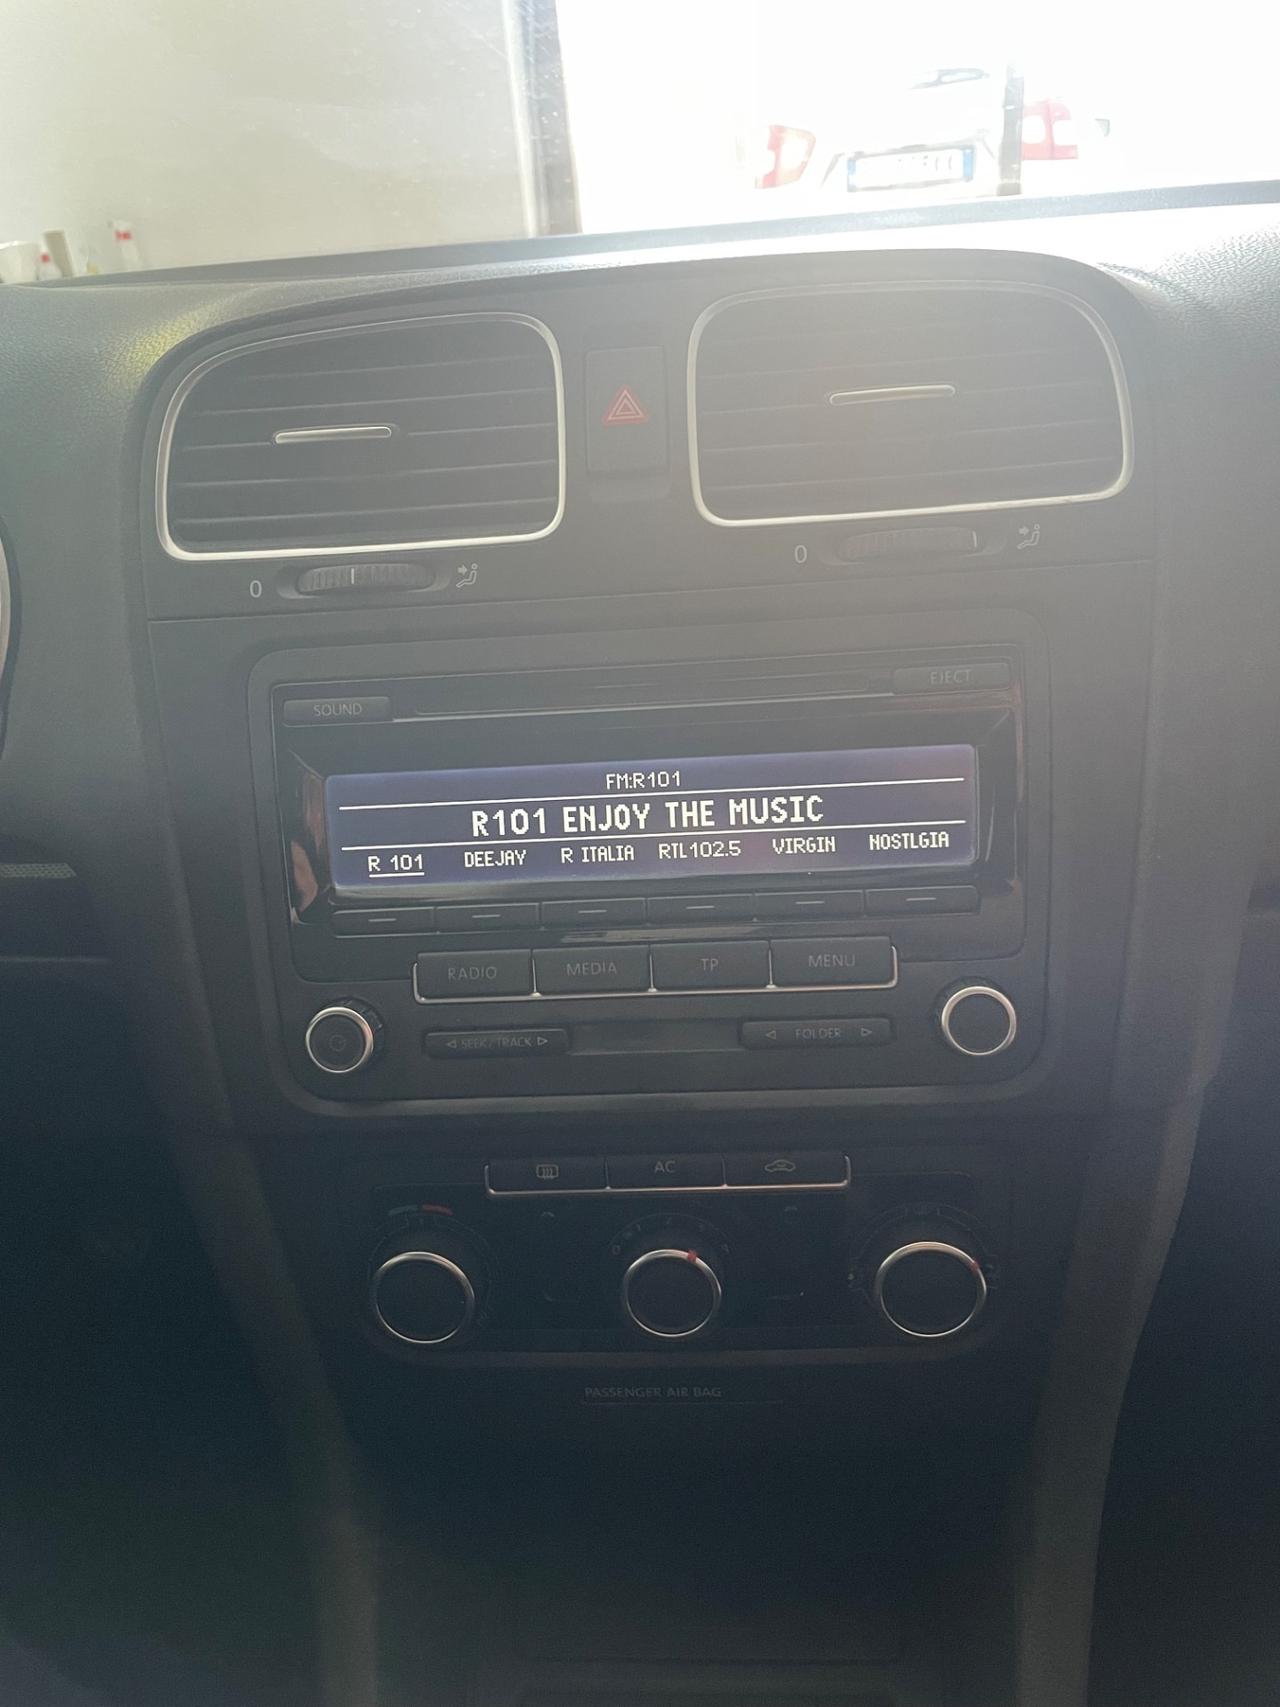 0
0
SOUND
EJECT
FM:R101
R101 ENJOY THE MUSIC
R 101 DEEJAY R ITALIA RTL102.5 VIRGIN NOSTLGIA
RADIO MEDIA TP MENU
SEEK/TRACK FOLDER
AC
PASSENGER AIR BAG